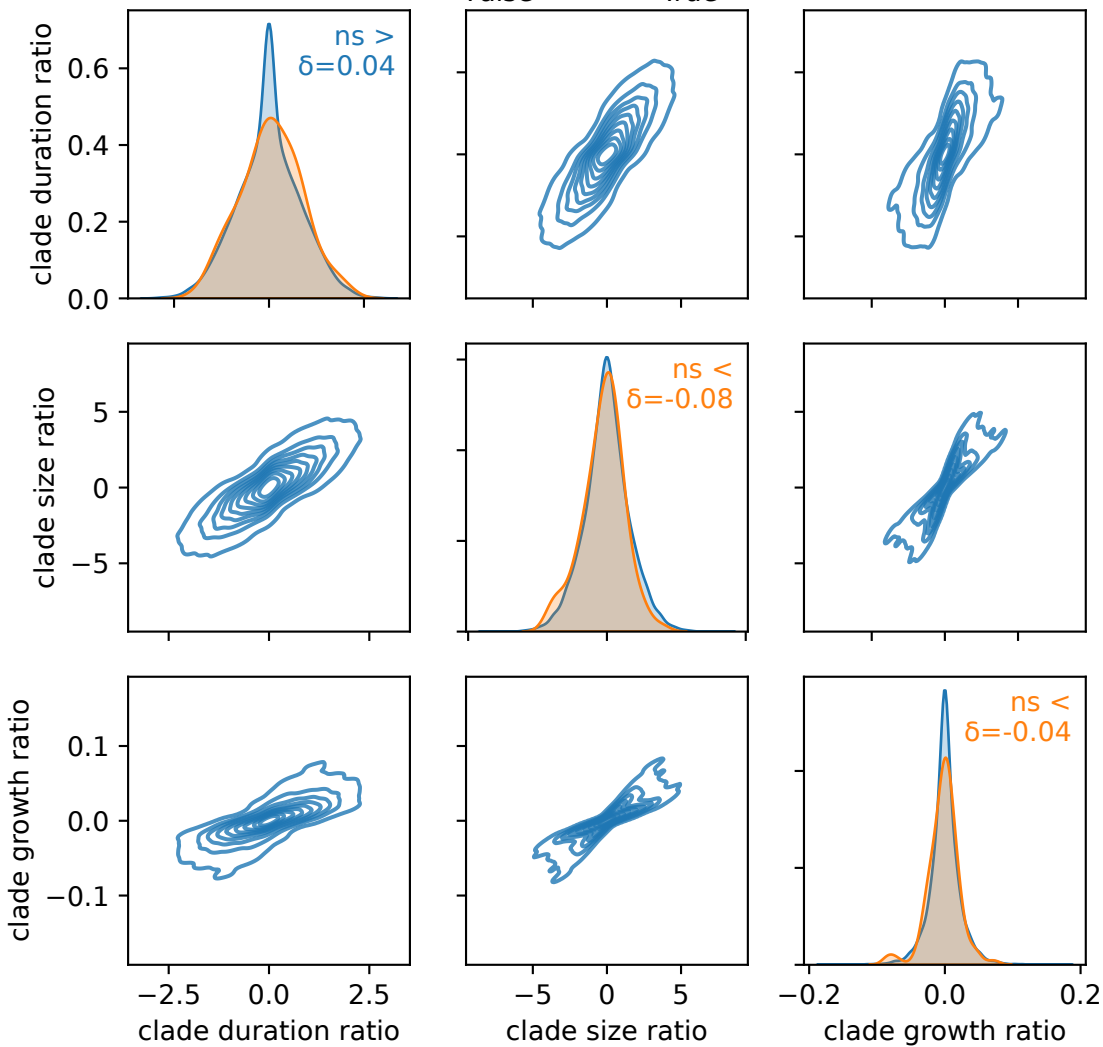 clade duration ratio
0.6
0.4
0.2
0.0
ns >
δ=0.04
clade size ratio
5
0
−5
ns <
δ=-0.08
clade growth ratio
0.1
0.0
−0.1
ns <
δ=-0.04
−2.5 0.0 2.5
−5 0 5
−0.2 0.0 0.2
clade duration ratio
clade size ratio
clade growth ratio